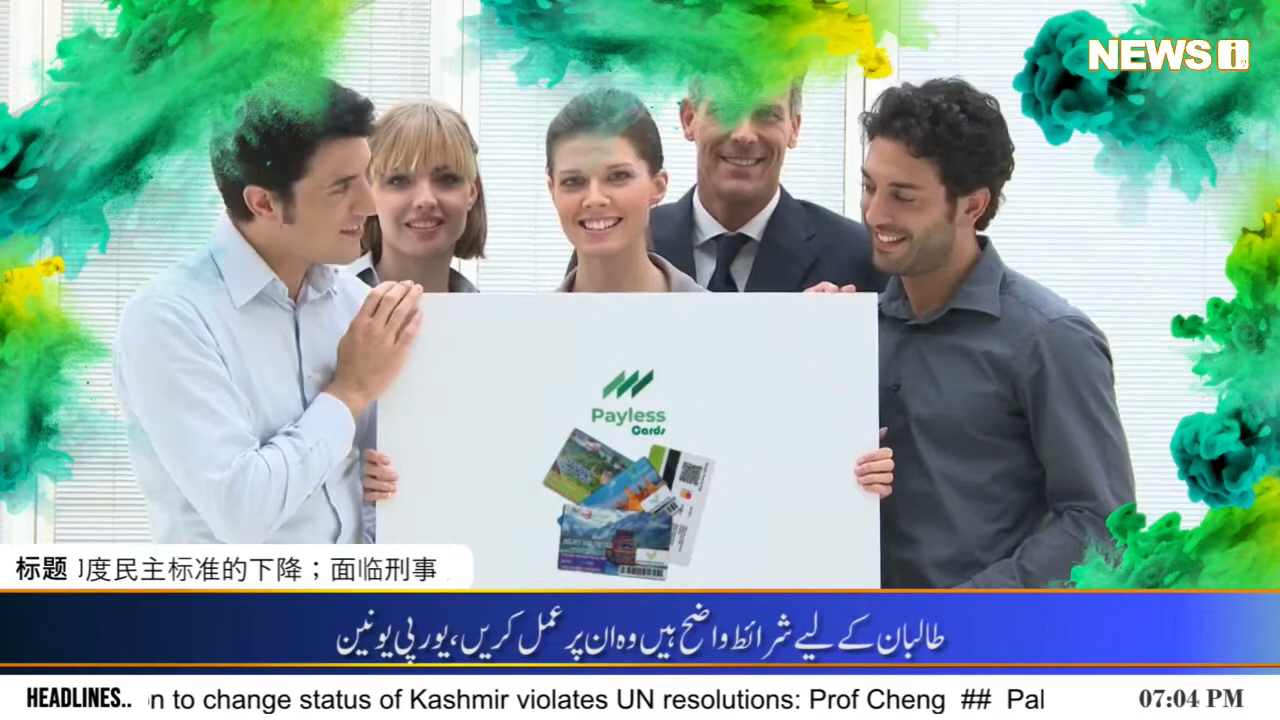 NEWS i
Payless
Cards
标题 度民主标准的下降；面临刑事
طالبان کے لیے شرائط واضح ہیں وہ ان پر عمل کریں، یورپی یونین
HEADLINES.. n to change status of Kashmir violates UN resolutions: Prof Cheng ## Pal
07:04 PM